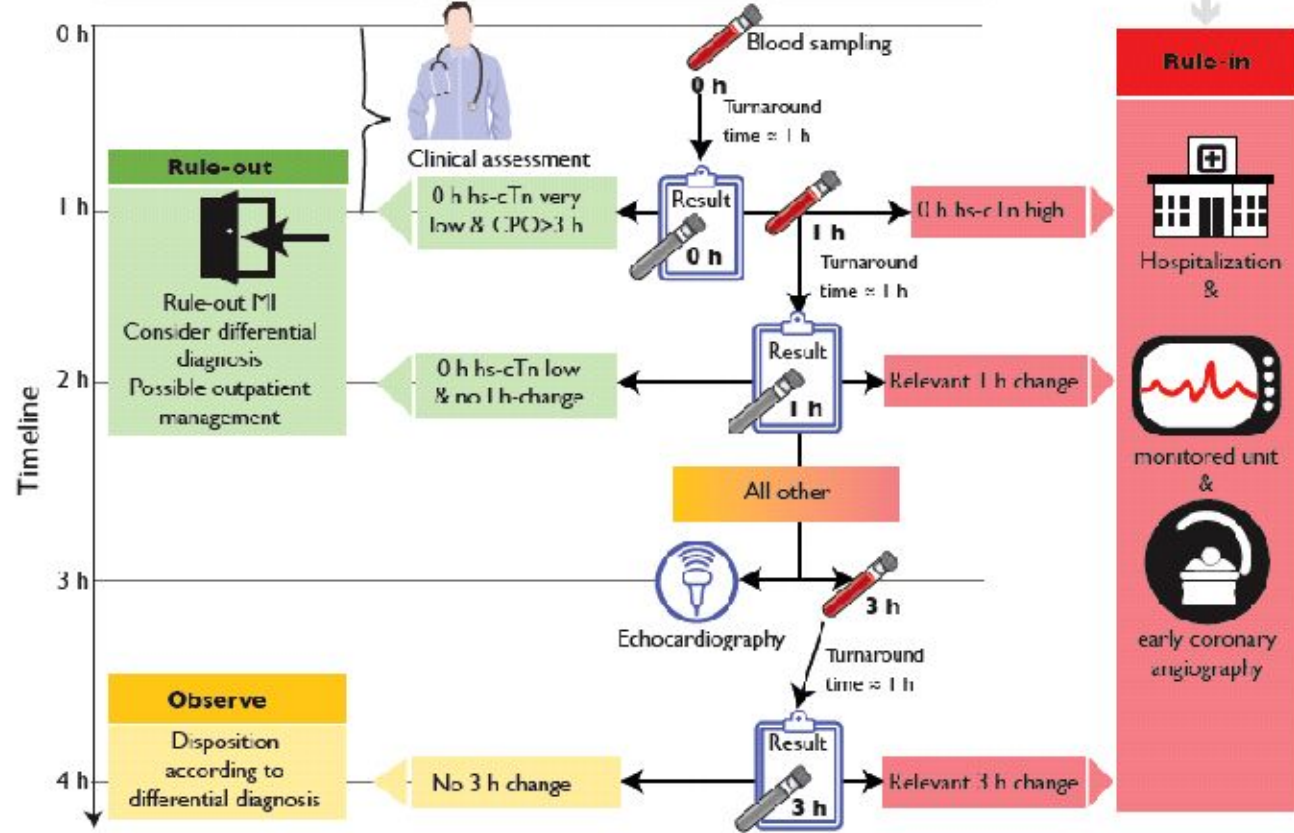 0 h
Blood sampling
0 h
Turnaround
time ≈ 1 h
Clinical assessment
Rule-out
Rule-out MI
Consider differential
diagnosis
Possible outpatient
management
1 h
0 h hs-cTn very
low & CPO>3 h
Result
0 h
1 h
Turnaround
time ≈ 1 h
0 h hs-cTn high
Rule-in
Hospitalization
&
monitored unit
&
early coronary
angiography
Timeline
2 h
0 h hs-cTn low
& no 1h-change
Result
1 h
Relevant 1 h change
All other
3 h
Echocardiography
3 h
Turnaround
time ≈ 1 h
Observe
Disposition
according to
differential diagnosis
4 h
No 3 h change
Result
3 h
Relevant 3 h change